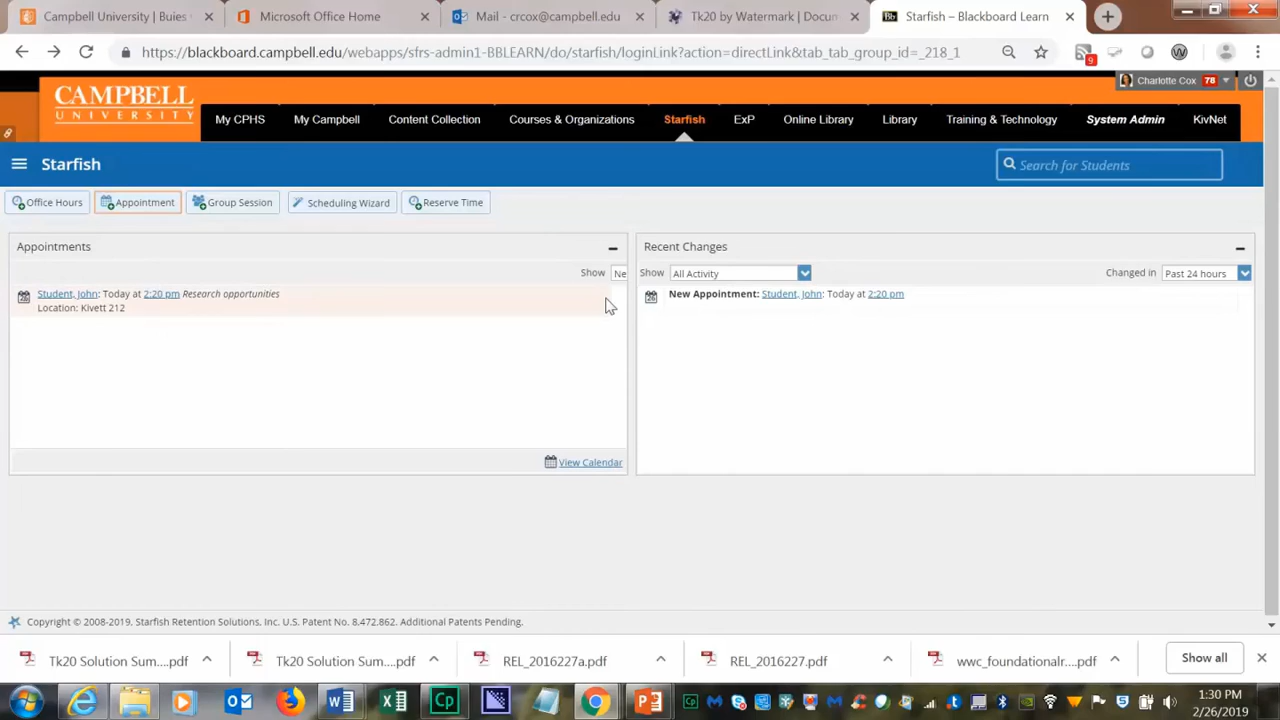 Campbell University | Buies
Microsoft Office Home
Mail - crcox@campbell.edu
Tk20 by Watermark | Docum
Starfish – Blackboard Learn
https://blackboard.campbell.edu/webapps/sfrs-admin1-BBLEARN/do/starfish/loginLink?action=directLink&tab_tab_group_id=_218_1
9
Charlotte Cox 78
CAMPBELL
UNIVERSITY
My CPHS
My Campbell
Content Collection
Courses & Organizations
Starfish
ExP
Online Library
Library
Training & Technology
System Admin
KivNet
Starfish
Search for Students
Office Hours
Appointment
Group Session
Scheduling Wizard
Reserve Time
Appointments
Show Ne
Student, John: Today at 2:20 pm Research opportunities
Location: Kivett 212
View Calendar
Recent Changes
Show All Activity
Changed in Past 24 hours
New Appointment: Student, John: Today at 2:20 pm
Copyright © 2008-2019. Starfish Retention Solutions, Inc. U.S. Patent No. 8.472.862. Additional Patents Pending.
Tk20 Solution Sum....pdf
Tk20 Solution Sum....pdf
REL_2016227a.pdf
REL_2016227.pdf
wwc_foundationalr....pdf
Show all
1:30 PM
2/26/2019